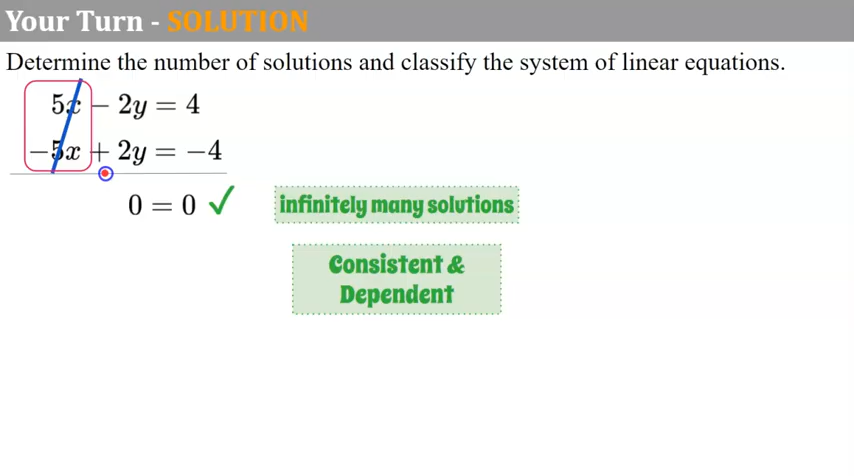 Your Turn - SOLUTION
Determine the number of solutions and classify the system of linear equations.
5x − 2y = 4
−5x + 2y = −4
0 = 0 ✓
infinitely many solutions
Consistent &
Dependent